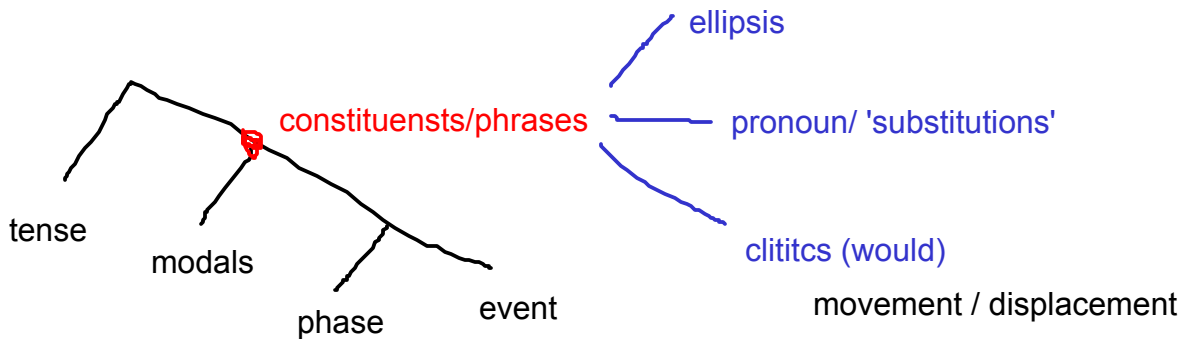 ellipsis
constituensts/phrases
pronoun/ 'substitutions'
tense
modals
clititcs (would)
phase
event
movement / displacement